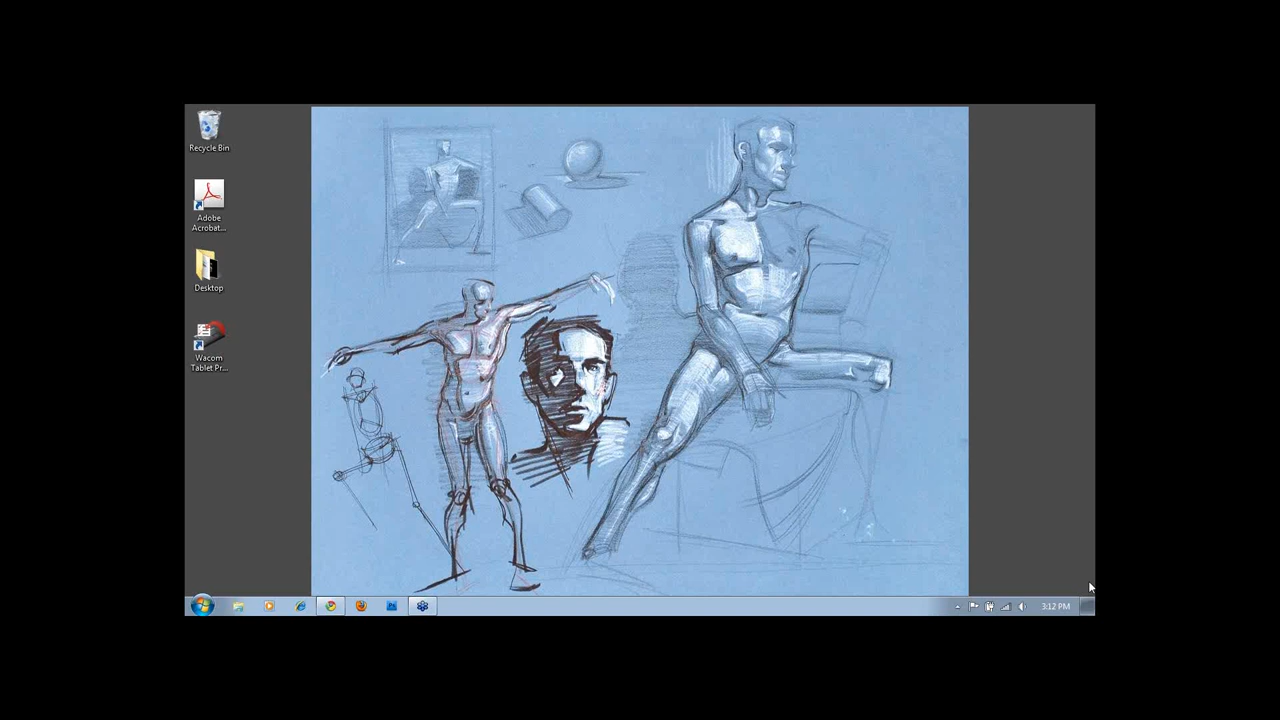 Recycle Bin
Adobe
Acrobat...
Desktop
Wacom
Tablet Pr...
3:12 PM